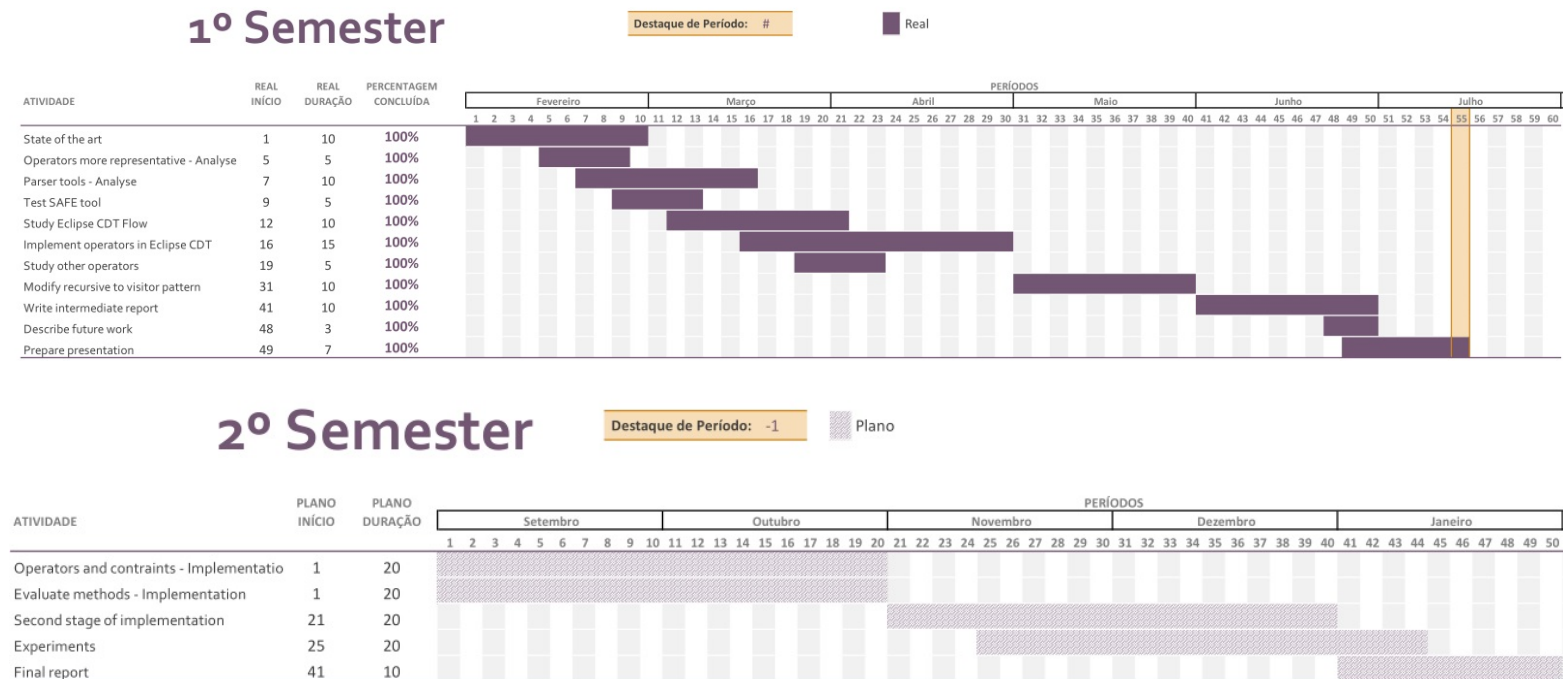 1º Semester
Destaque de Período: #
Real
ATIVIDADE REAL INÍCIO REAL DURAÇÃO PERCENTAGEM CONCLUÍDA PERÍODOS
Fevereiro Março Abril Maio Junho Julho
1 2 3 4 5 6 7 8 9 10 11 12 13 14 15 16 17 18 19 20 21 22 23 24 25 26 27 28 29 30 31 32 33 34 35 36 37 38 39 40 41 42 43 44 45 46 47 48 49 50 51 52 53 54 55 56 57 58 59 60
State of the art 1 10 100%
Operators more representative - Analyse 5 5 100%
Parser tools - Analyse 7 10 100%
Test SAFE tool 9 5 100%
Study Eclipse CDT Flow 12 10 100%
Implement operators in Eclipse CDT 16 15 100%
Study other operators 19 5 100%
Modify recursive to visitor pattern 31 10 100%
Write intermediate report 41 10 100%
Describe future work 48 3 100%
Prepare presentation 49 7 100%
2º Semester
Destaque de Período: -1
Plano
ATIVIDADE PLANO INÍCIO PLANO DURAÇÃO PERÍODOS
Setembro Outubro Novembro Dezembro Janeiro
1 2 3 4 5 6 7 8 9 10 11 12 13 14 15 16 17 18 19 20 21 22 23 24 25 26 27 28 29 30 31 32 33 34 35 36 37 38 39 40 41 42 43 44 45 46 47 48 49 50
Operators and contraints - Implementatio 1 20
Evaluate methods - Implementation 1 20
Second stage of implementation 21 20
Experiments 25 20
Final report 41 10